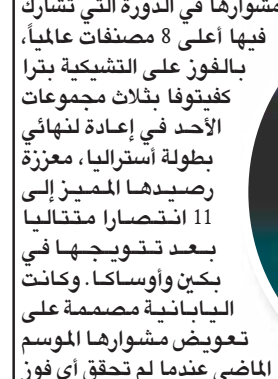 مشوارها في الدورة التي تشارك
فيها أعلى 8 مصنفات عالمياً،
بالفوز على التشيكية بترا
كفيتوفا بثلاث مجموعات
الأحد في إعادة لنهائي
بطولة أستراليا، معززة
رصيدها المميز إلى
11 انتصارا متتاليا
بعد تتويجها في
بكين وأوساكا. وكانت
اليابانية مصممة على
تعويض مشوارها الموسم
الماضي عندما لم تحقق أي فوز